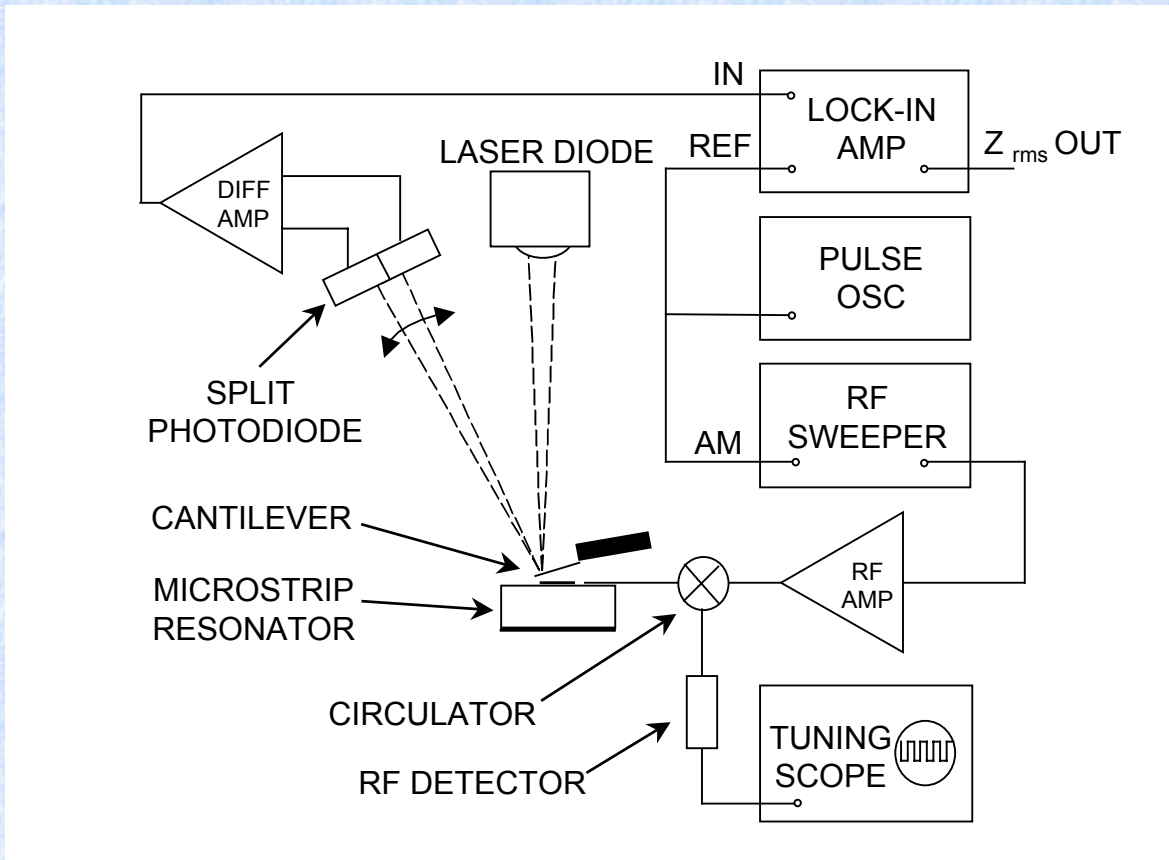 IN
LOCK-IN
AMP
REF
Z rms OUT
LASER DIODE
DIFF
AMP
PULSE
OSC
SPLIT
PHOTODIODE
RF
SWEEPER
AM
CANTILEVER
MICROSTRIP
RESONATOR
RF
AMP
CIRCULATOR
RF DETECTOR
TUNING
SCOPE